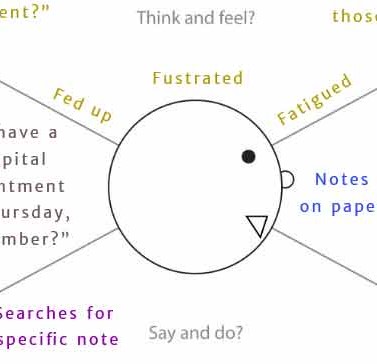 ent?”
Think and feel?
those
Fustrated
Fed up
Fatigued
have a
pital
ntment
ursday,
mber?”
Notes
on pape
Searches for
specific note
Say and do?